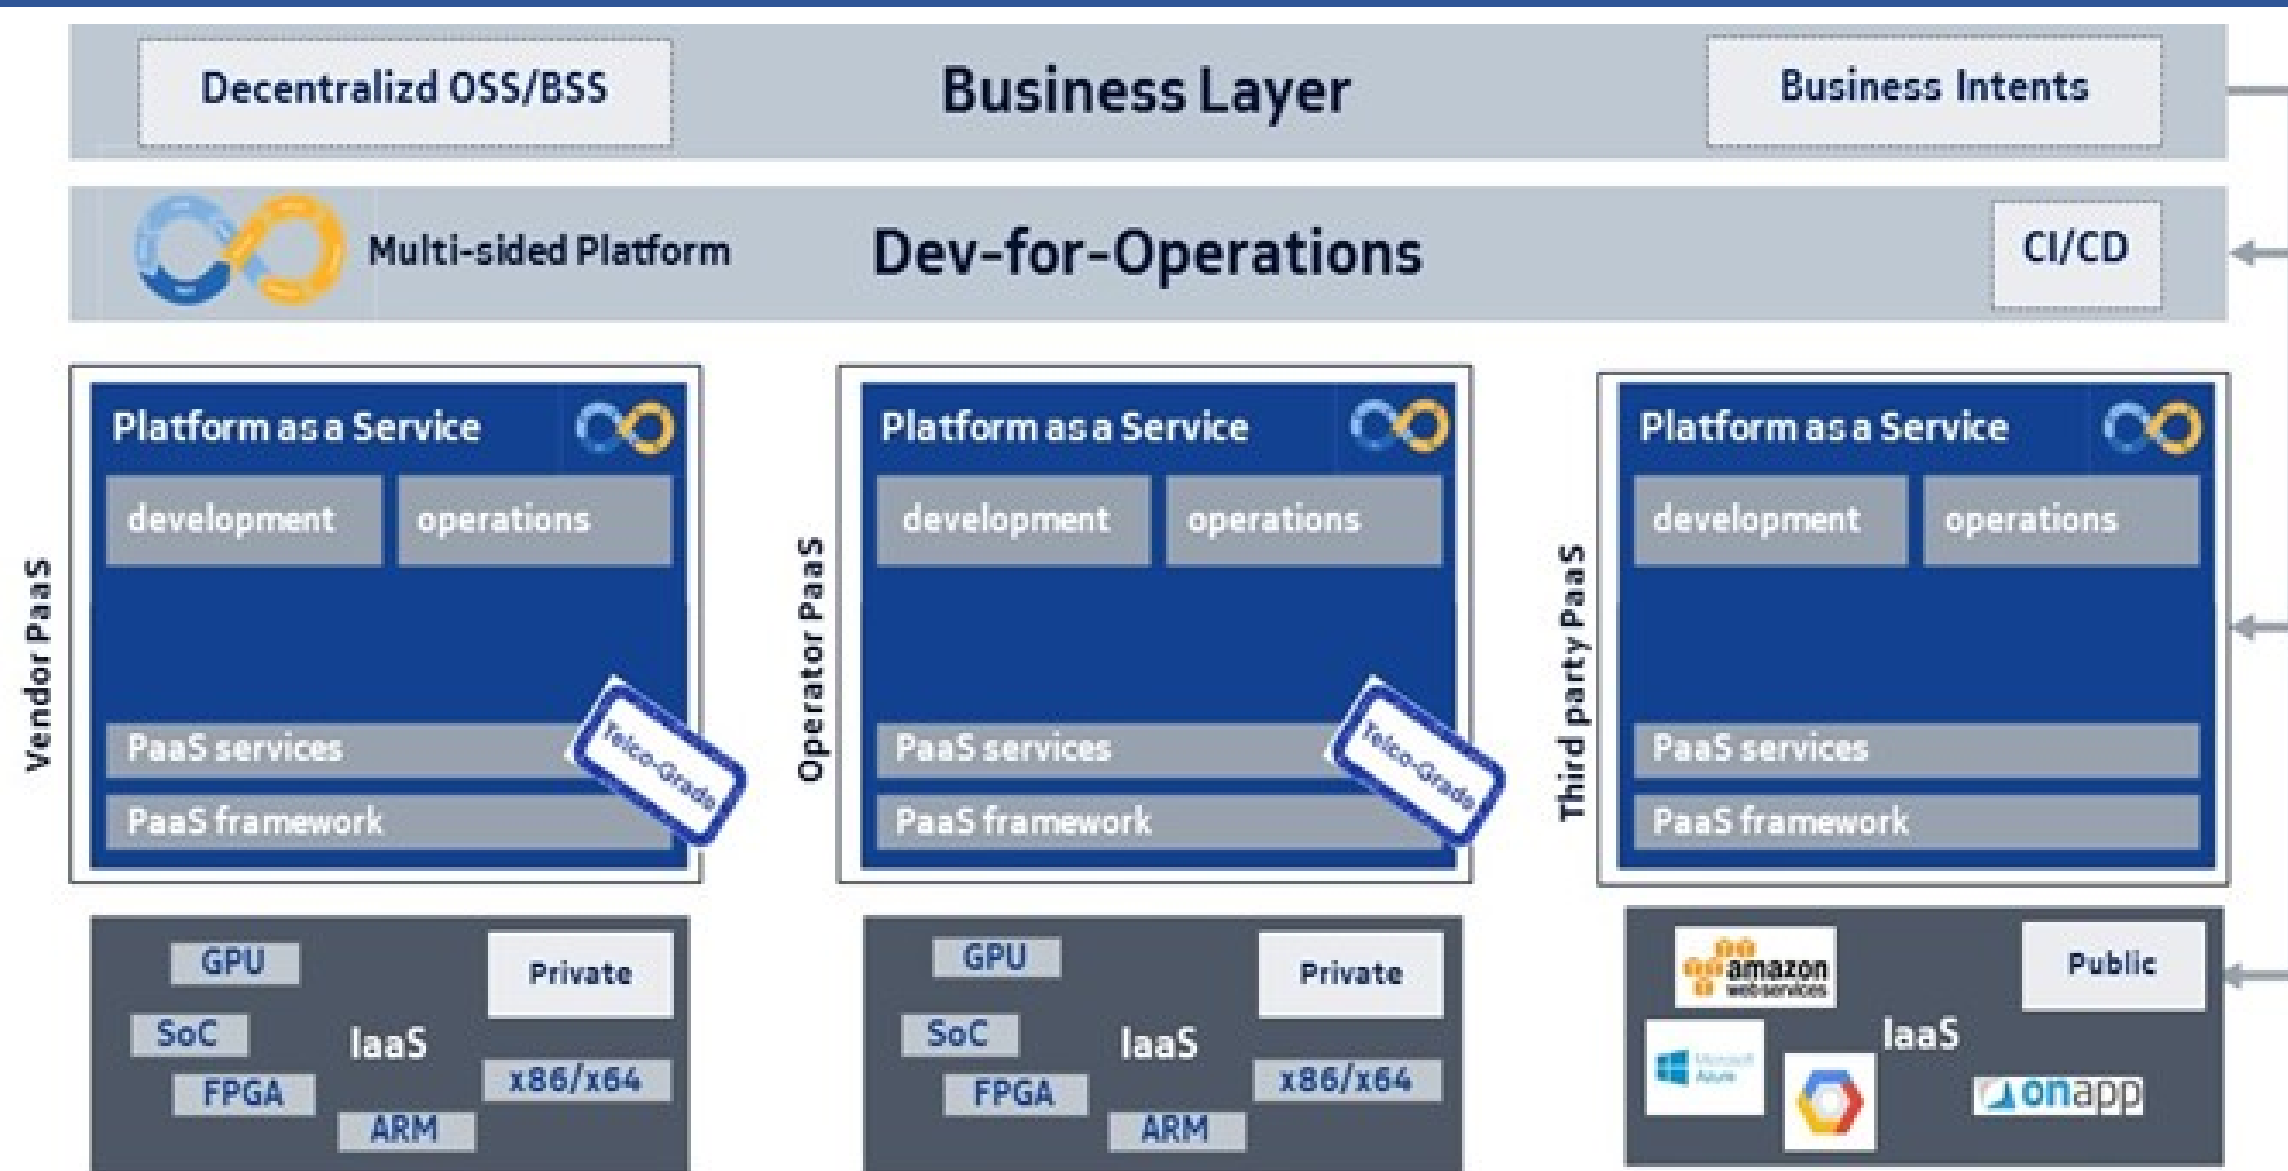 Decentralizd OSS/BSS
Business Layer
Business Intents
Multi-sided Platform
Dev-for-Operations
CI/CD
Vendor PaaS
Platform as a Service
development
operations
PaaS services
PaaS framework
Telco-Grade
Operator PaaS
Platform as a Service
development
operations
PaaS services
PaaS framework
Telco-Grade
Third party PaaS
Platform as a Service
development
operations
PaaS services
PaaS framework
GPU
Private
SoC
IaaS
FPGA
x86/x64
ARM
GPU
Private
SoC
IaaS
FPGA
x86/x64
ARM
amazon
webservices
Public
IaaS
Microsoft
Azure
onapp